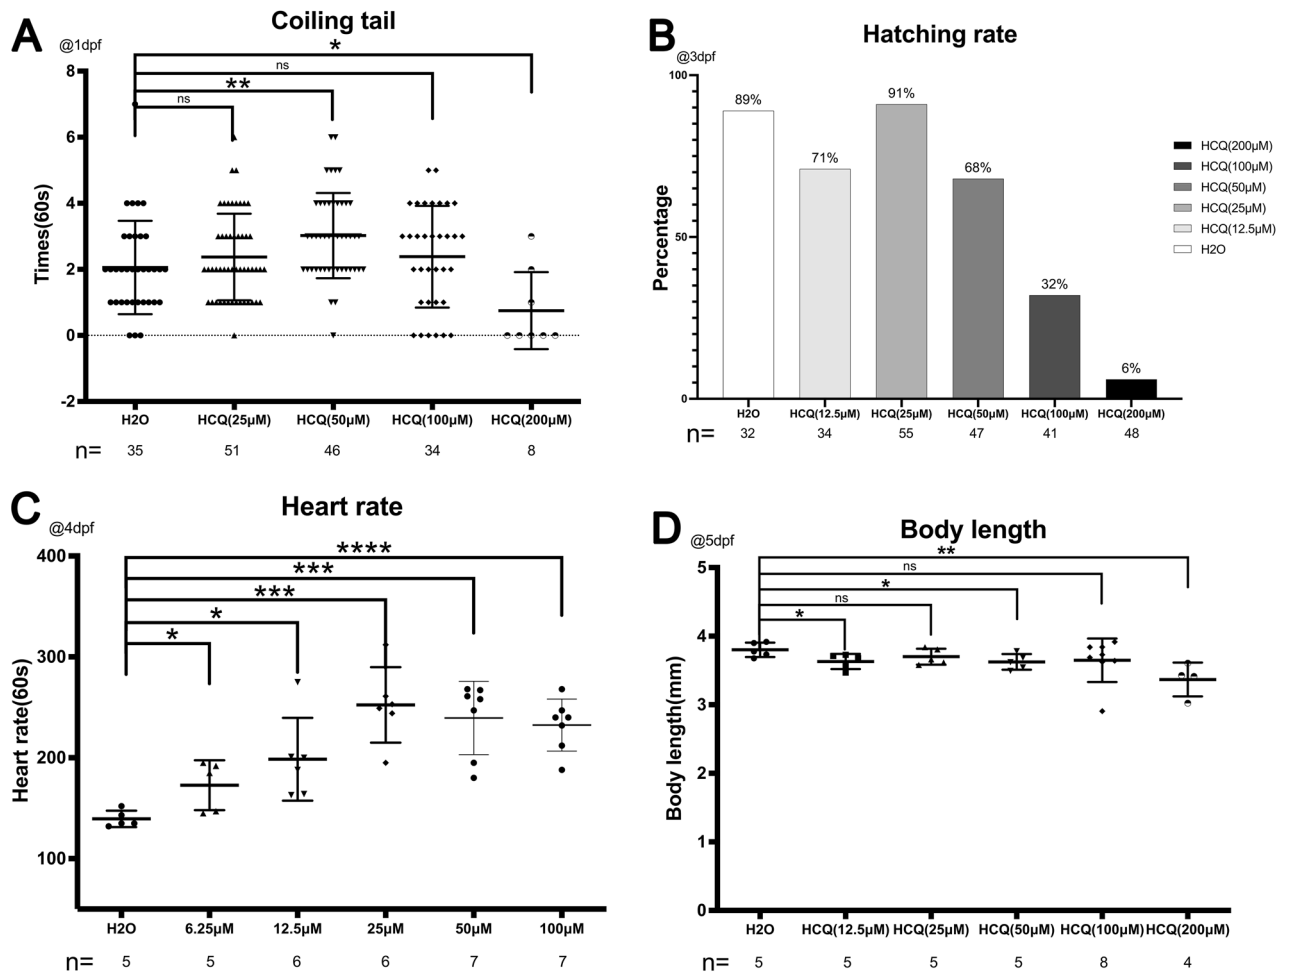 A
Coiling tail
@1dpf
*
ns
**
ns
8
6
4
2
0
-2
Times(60s)
H2O HCQ(25μM) HCQ(50μM) HCQ(100μM) HCQ(200μM)
n= 35 51 46 34 8
B
Hatching rate
@3dpf
100
50
0
Percentage
89%
71%
91%
68%
32%
6%
HCQ(200μM)
HCQ(100μM)
HCQ(50μM)
HCQ(25μM)
HCQ(12.5μM)
H2O
H2O HCQ(12.5μM) HCQ(25μM) HCQ(50μM) HCQ(100μM) HCQ(200μM)
n= 32 34 55 47 41 48
C
Heart rate
@4dpf
****
***
***
*
*
400
300
200
100
Heart rate(60s)
H2O 6.25μM 12.5μM 25μM 50μM 100μM
n= 5 5 6 6 7 7
D
Body length
@5dpf
**
ns
*
ns
*
5
4
3
2
1
0
Body length(mm)
H2O HCQ(12.5μM) HCQ(25μM) HCQ(50μM) HCQ(100μM) HCQ(200μM)
n= 5 5 5 5 8 4